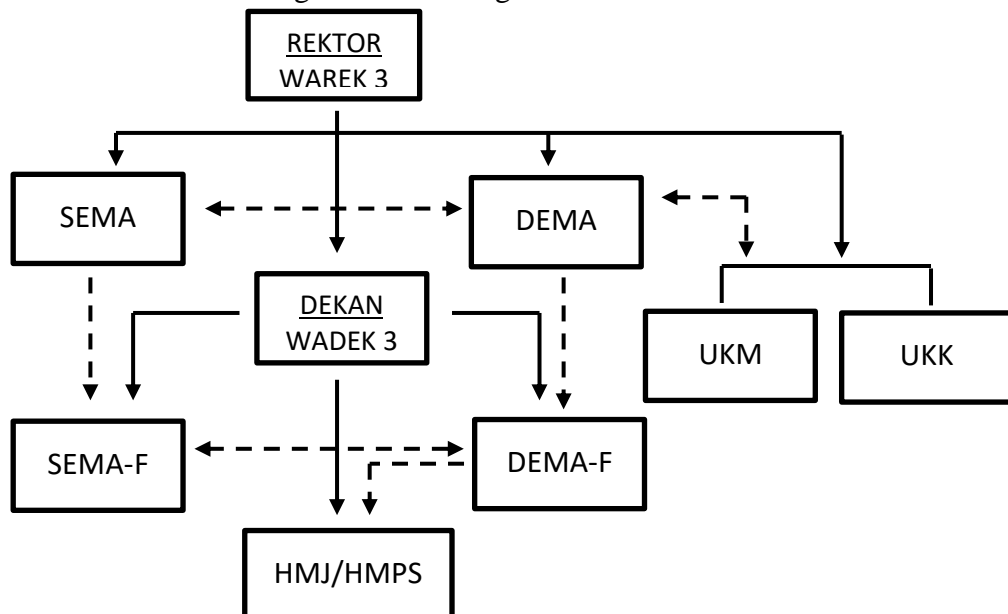 REKTOR
WAREK 3
SEMA
DEMA
DEKAN
WADEK 3
UKM
UKK
SEMA-F
DEMA-F
HMJ/HMPS